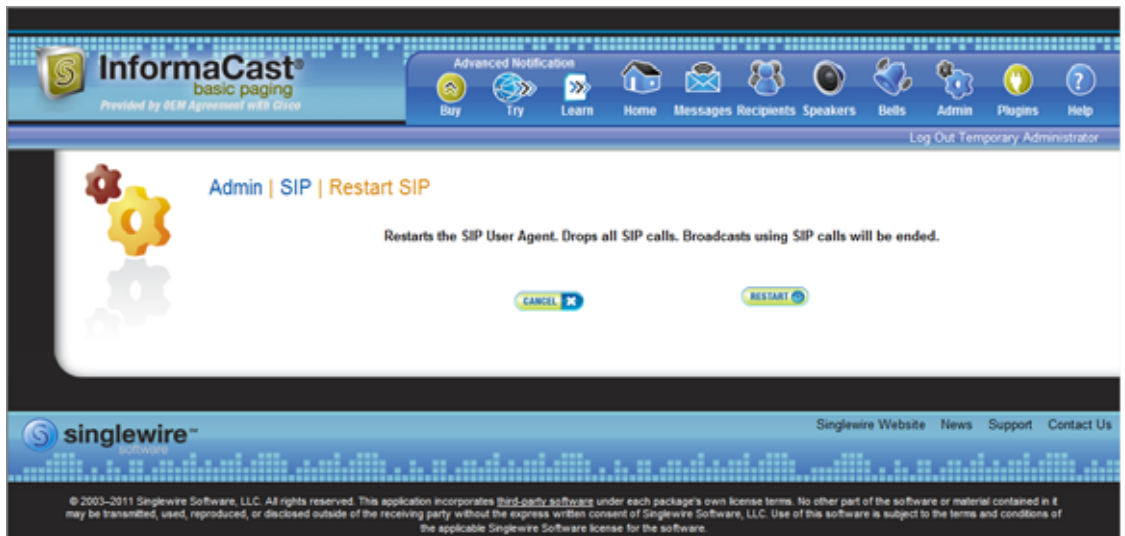 InformaCast®
basic paging
Provided by OEM Agreement with Cisco
Advanced Notification
Buy Try Learn Home Messages Recipients Speakers Bells Admin Plugins Help
Log Out Temporary Administrator
Admin | SIP | Restart SIP
Restarts the SIP User Agent. Drops all SIP calls. Broadcasts using SIP calls will be ended.
CANCEL RESTART
singlewire™
software
Singlewire Website News Support Contact Us
© 2003–2011 Singlewire Software, LLC. All rights reserved. This application incorporates third-party software under each package's own license terms. No other part of the software or material contained in it
may be transmitted, used, reproduced, or disclosed outside of the receiving party without the express written consent of Singlewire Software, LLC. Use of this software is subject to the terms and conditions of
the applicable Singlewire Software license for the software.